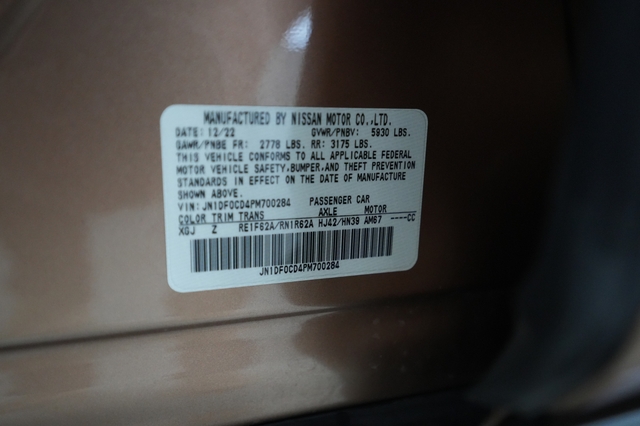 MANUFACTURED BY NISSAN MOTOR CO.,LTD.
DATE: 12/22 GVWR/PNBV: 5930 LBS.
GAWR/PNBE FR: 2778 LBS. RR: 3175 LBS.
THIS VEHICLE CONFORMS TO ALL APPLICABLE FEDERAL
MOTOR VEHICLE SAFETY,BUMPER,AND THEFT PREVENTION
STANDARDS IN EFFECT ON THE DATE OF MANUFACTURE
SHOWN ABOVE.
VIN: JN1DF0CD4PM700284 PASSENGER CAR
COLOR TRIM TRANS AXLE MOTOR
XGJ Z RE1F62A/RN1R62A HJ42/HN39 AM67 ----CC
JN1DF0CD4PM700284